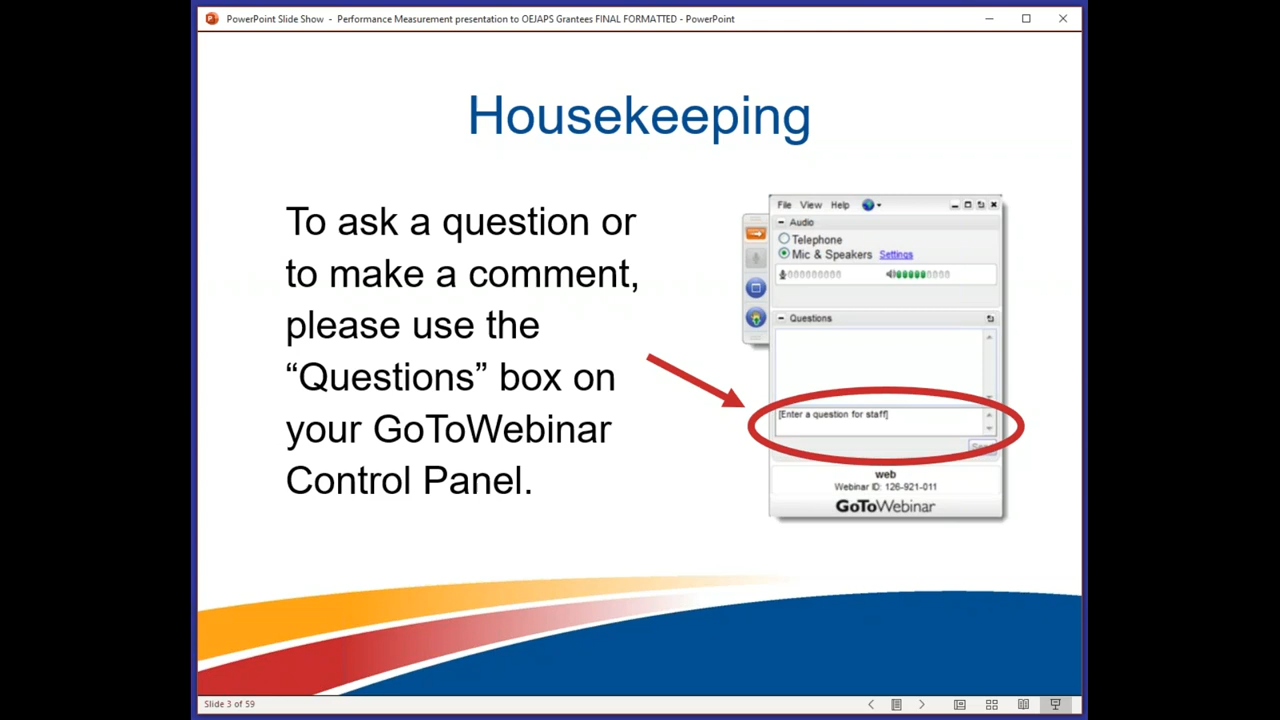 PowerPoint Slide Show - Performance Measurement presentation to OEJAPS Grantees FINAL FORMATTED - PowerPoint
Housekeeping
To ask a question or
to make a comment,
please use the
“Questions” box on
your GoToWebinar
Control Panel.
File View Help
Audio
Telephone
Mic & Speakers Settings
Questions
[Enter a question for staff]
web
Webinar ID: 126-921-011
GoToWebinar
Slide 3 of 59